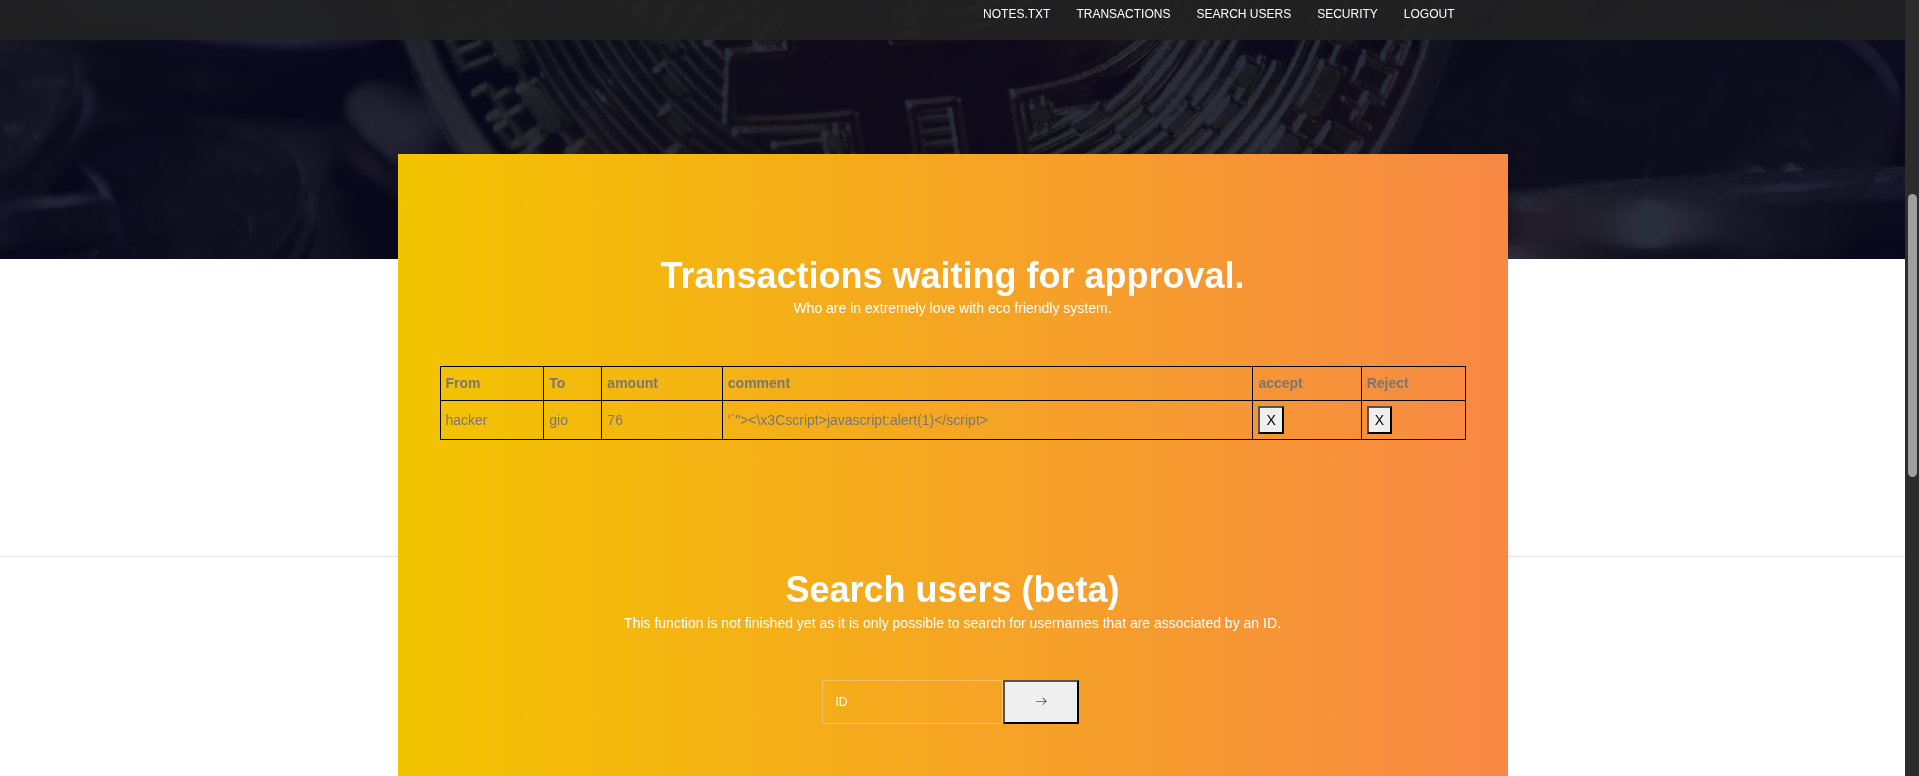 NOTES.TXT TRANSACTIONS SEARCH USERS SECURITY LOGOUT
Transactions waiting for approval.
Who are in extremely love with eco friendly system.
From To amount comment accept Reject
hacker gio 76 '`"><\x3Cscript>javascript:alert(1)</script> X X
Search users (beta)
This function is not finished yet as it is only possible to search for usernames that are associated by an ID.
ID →